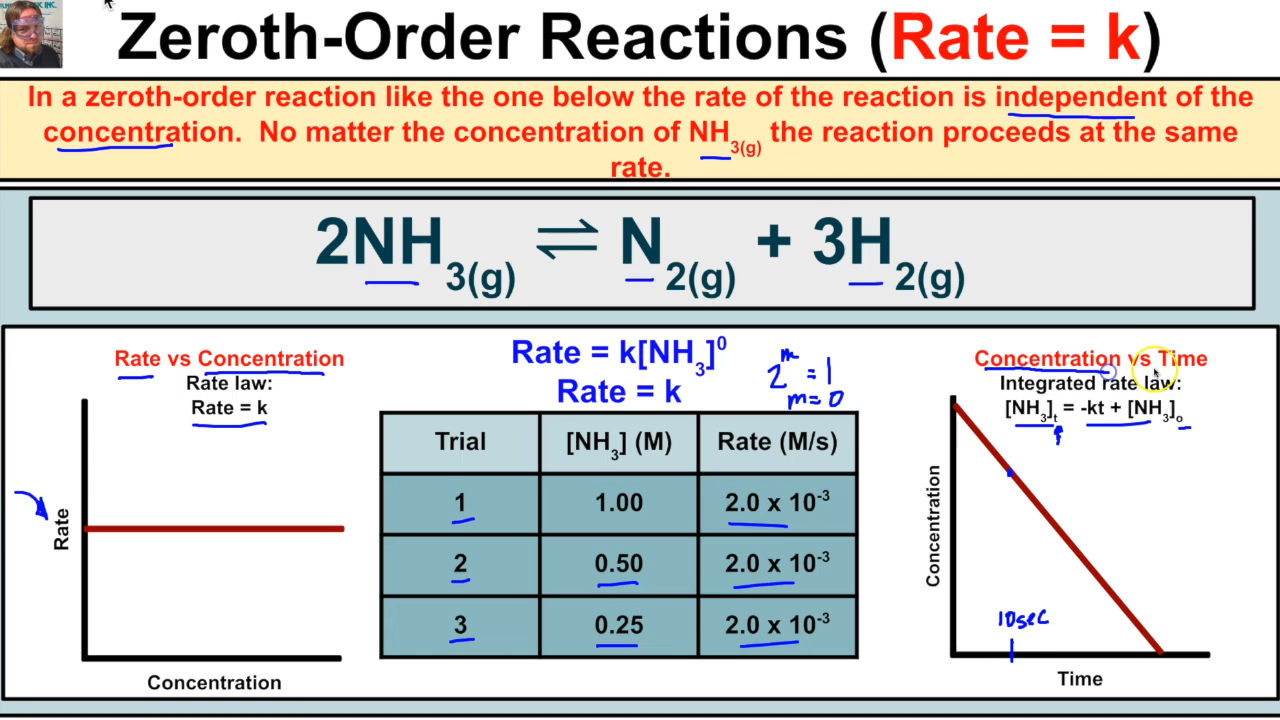 Zeroth-Order Reactions (Rate = k)
In a zeroth-order reaction like the one below the rate of the reaction is independent of the
concentration. No matter the concentration of NH₃₍g₎ the reaction proceeds at the same
rate.
2NH₃(g) ⇌ N₂(g) + 3H₂(g)
Rate vs Concentration
Rate law:
Rate = k
Rate
Concentration
Rate = k[NH₃]⁰
Rate = k
2ᵐ = 1
m = 0
Trial [NH₃] (M) Rate (M/s)
1 1.00 2.0 x 10⁻³
2 0.50 2.0 x 10⁻³
3 0.25 2.0 x 10⁻³
Concentration vs Time
Integrated rate law:
[NH₃]ₜ = -kt + [NH₃]ₒ
Concentration
10sec
Time